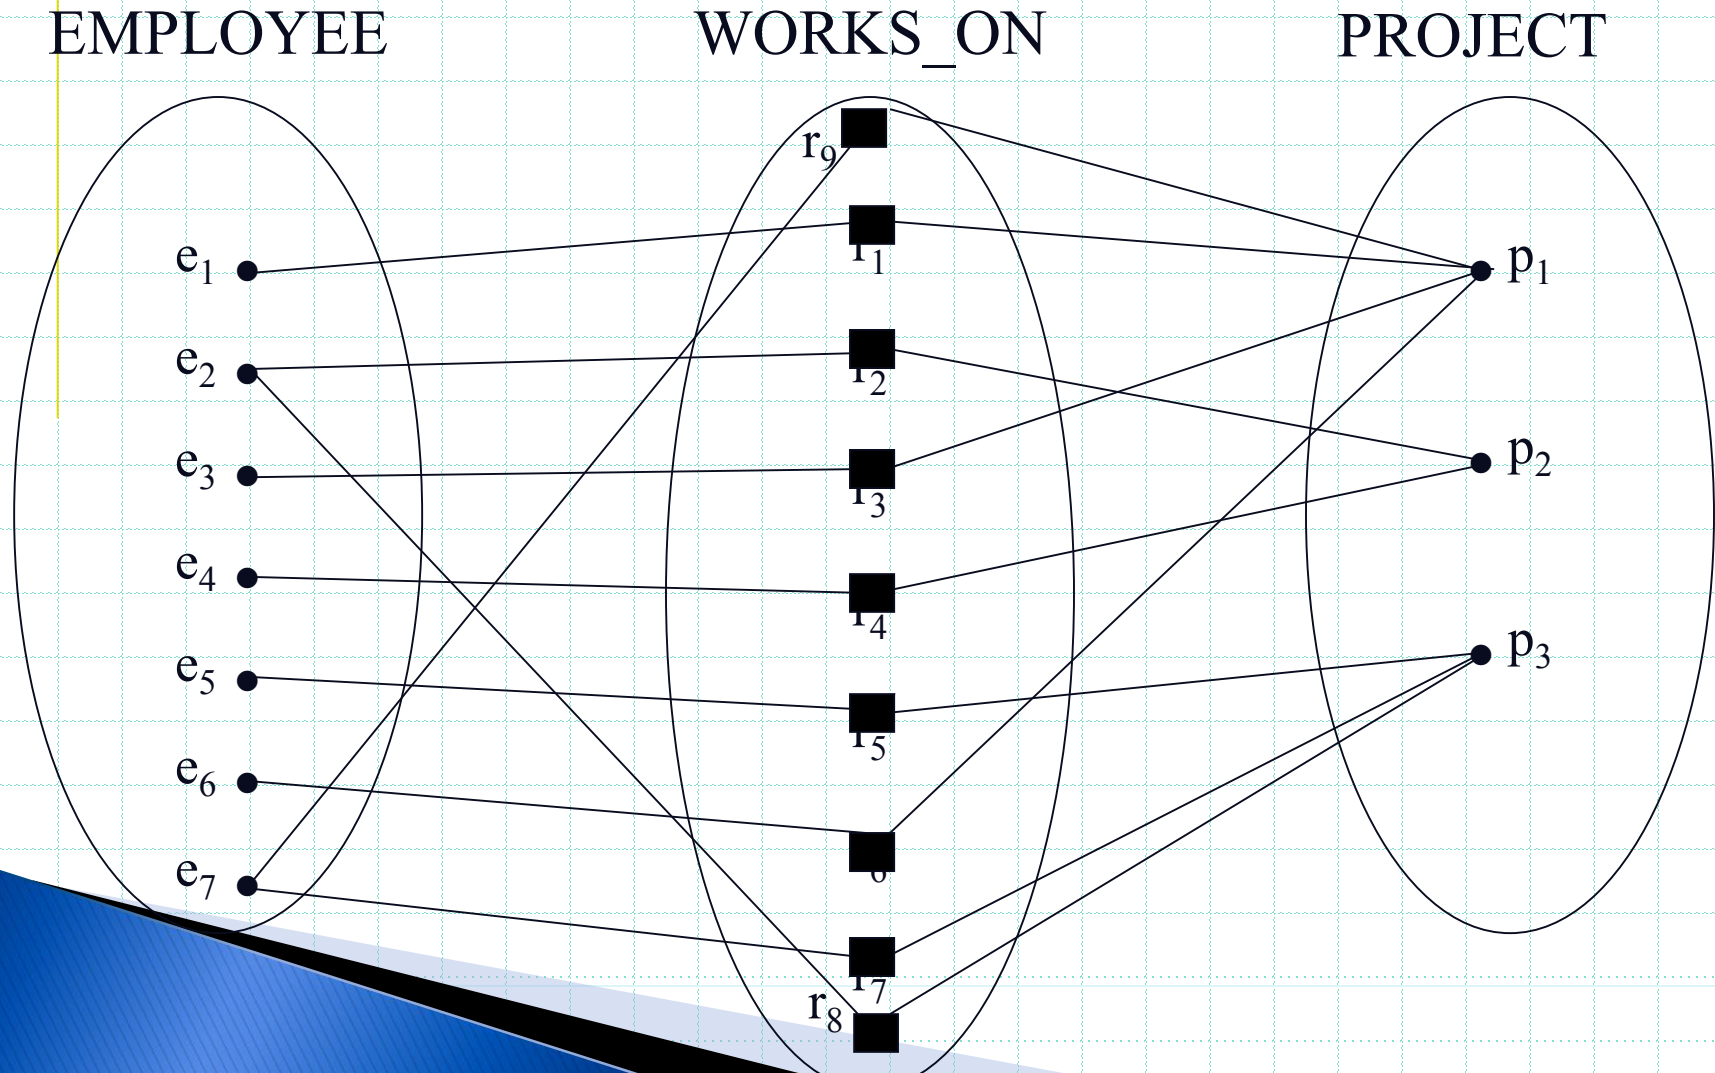 EMPLOYEE WORKS_ON PROJECT
r9
e1 r1 p1
e2 r2
e3 r3 p2
e4 r4
e5 r5 p3
e6 6
e7 r7
r8